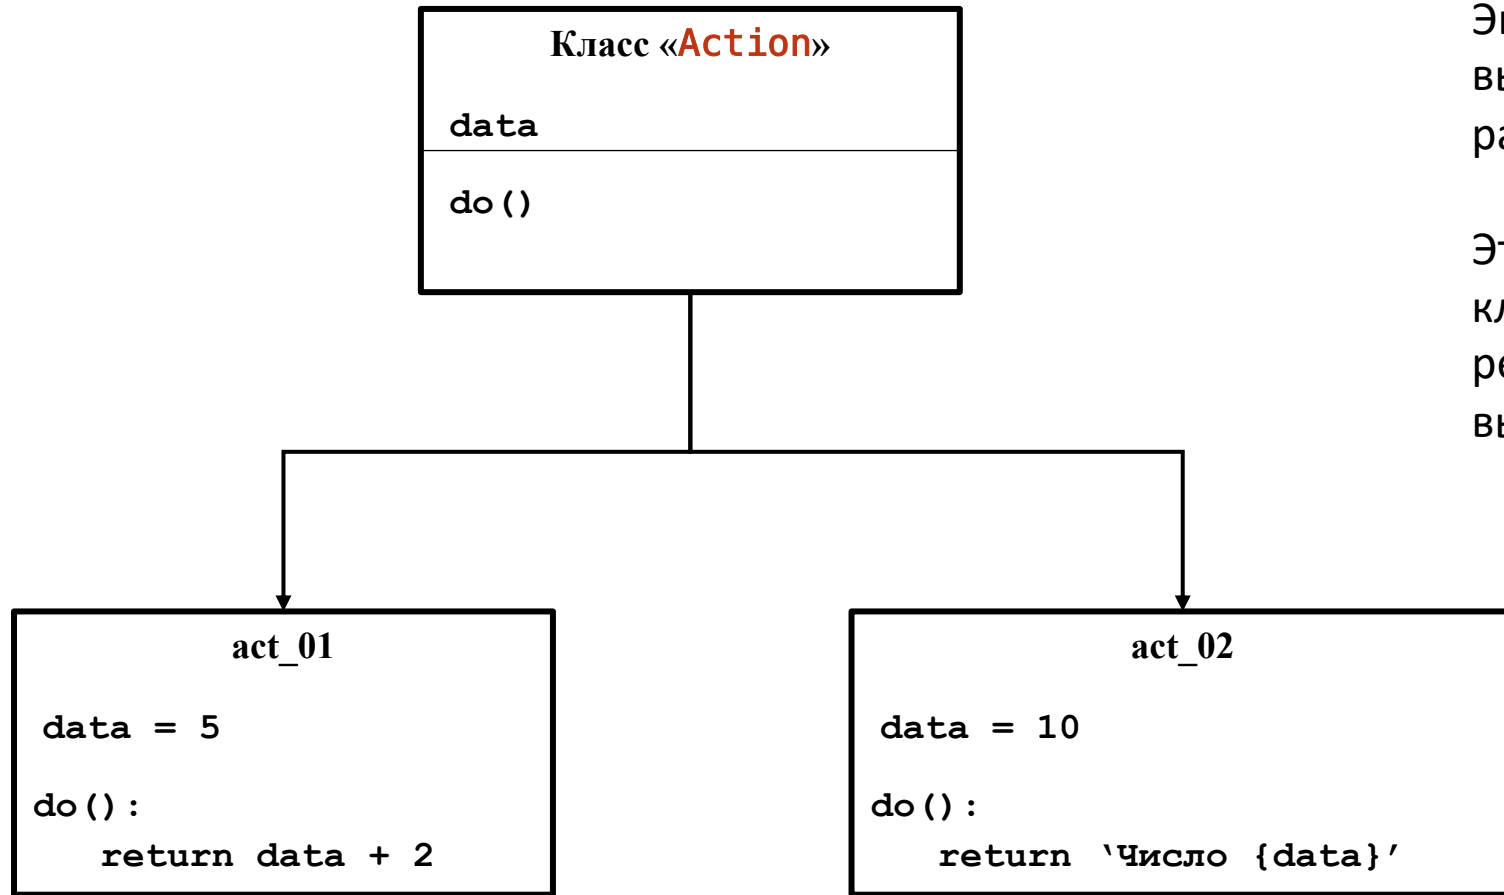 Класс «Action»
data
do()
act_01
data = 5
do():
return data + 2
act_02
data = 10
do():
return ‘Число {data}’